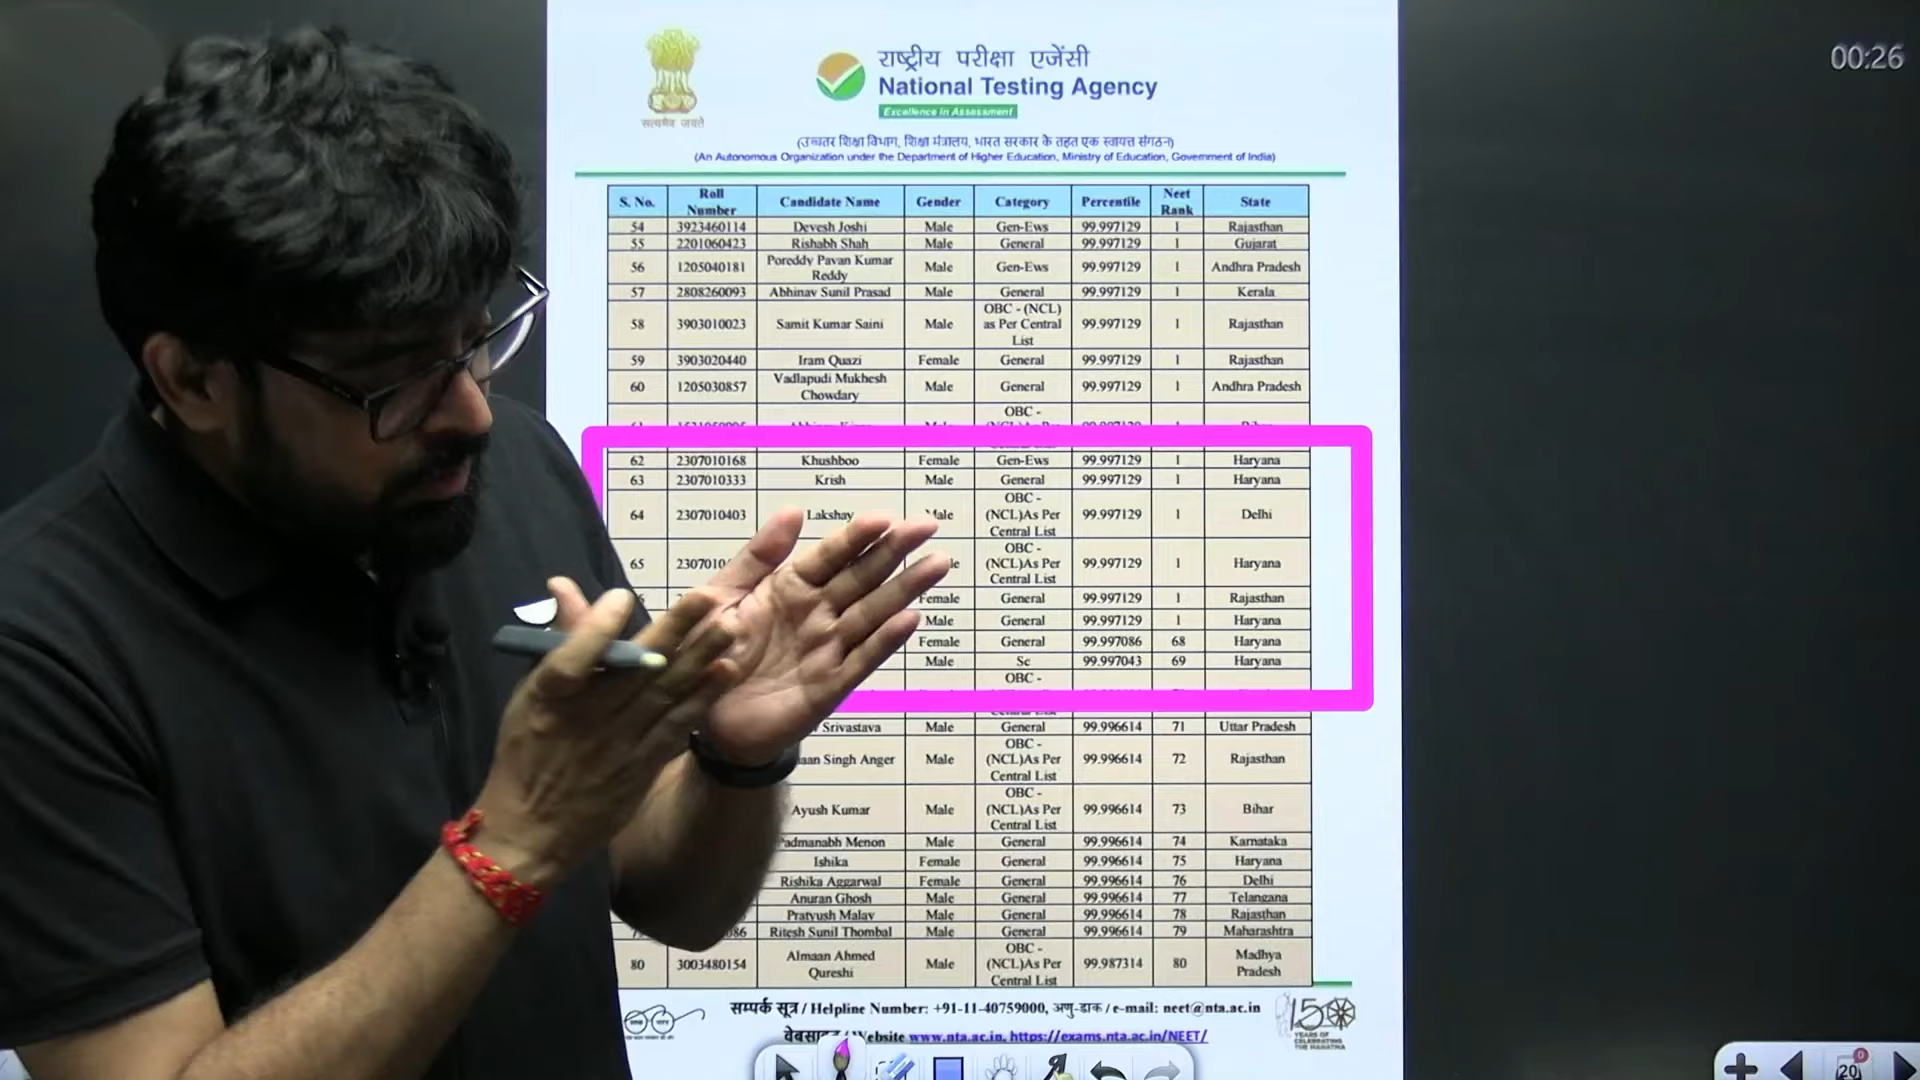 00:26
सत्यमेव जयते
राष्ट्रीय परीक्षा एजेंसी
National Testing Agency
Excellence in Assessment
(उच्चतर शिक्षा विभाग, शिक्षा मंत्रालय, भारत सरकार के तहत एक स्वायत्त संगठन)
(An Autonomous Organization under the Department of Higher Education, Ministry of Education, Government of India)
S. No. Roll Number Candidate Name Gender Category Percentile Neet Rank State
54 3923460114 Devesh Joshi Male Gen-Ews 99.997129 1 Rajasthan
55 2201060423 Rishabh Shah Male General 99.997129 1 Gujarat
56 1205040181 Poreddy Pavan Kumar Reddy Male Gen-Ews 99.997129 1 Andhra Pradesh
57 2808260093 Abhinav Sunil Prasad Male General 99.997129 1 Kerala
58 3903010023 Samit Kumar Saini Male OBC - (NCL) as Per Central List 99.997129 1 Rajasthan
59 3903020440 Iram Quazi Female General 99.997129 1 Rajasthan
60 1205030857 Vadlapudi Mukhesh Chowdary Male General 99.997129 1 Andhra Pradesh
OBC -
62 2307010168 Khushboo Female Gen-Ews 99.997129 1 Haryana
63 2307010333 Krish Male General 99.997129 1 Haryana
64 2307010403 Lakshay Male OBC - (NCL)As Per Central List 99.997129 1 Delhi
65 230701 OBC - (NCL)As Per Central List 99.997129 1 Haryana
Female General 99.997129 1 Rajasthan
Male General 99.997129 1 Haryana
Female General 99.997086 68 Haryana
Male Sc 99.997043 69 Haryana
OBC -
Srivastava Male General 99.996614 71 Uttar Pradesh
Singh Anger Male OBC - (NCL)As Per Central List 99.996614 72 Rajasthan
Ayush Kumar Male OBC - (NCL)As Per Central List 99.996614 73 Bihar
Padmanabh Menon Male General 99.996614 74 Karnataka
Ishika Female General 99.996614 75 Haryana
Rishika Aggarwal Female General 99.996614 76 Delhi
Anuran Ghosh Male General 99.996614 77 Telangana
Pratyush Malav Male General 99.996614 78 Rajasthan
086 Ritesh Sunil Thombal Male General 99.996614 79 Maharashtra
80 3003480154 Almaan Ahmed Qureshi Male OBC - (NCL)As Per Central List 99.987314 80 Madhya Pradesh
सम्पर्क सूत्र / Helpline Number: +91-11-40759000, अणु-डाक / e-mail: neet@nta.ac.in
www.nta.ac.in, https://exams.nta.ac.in/NEET/
150
YEARS OF
CELEBRATING
THE MAHATMA
20
0